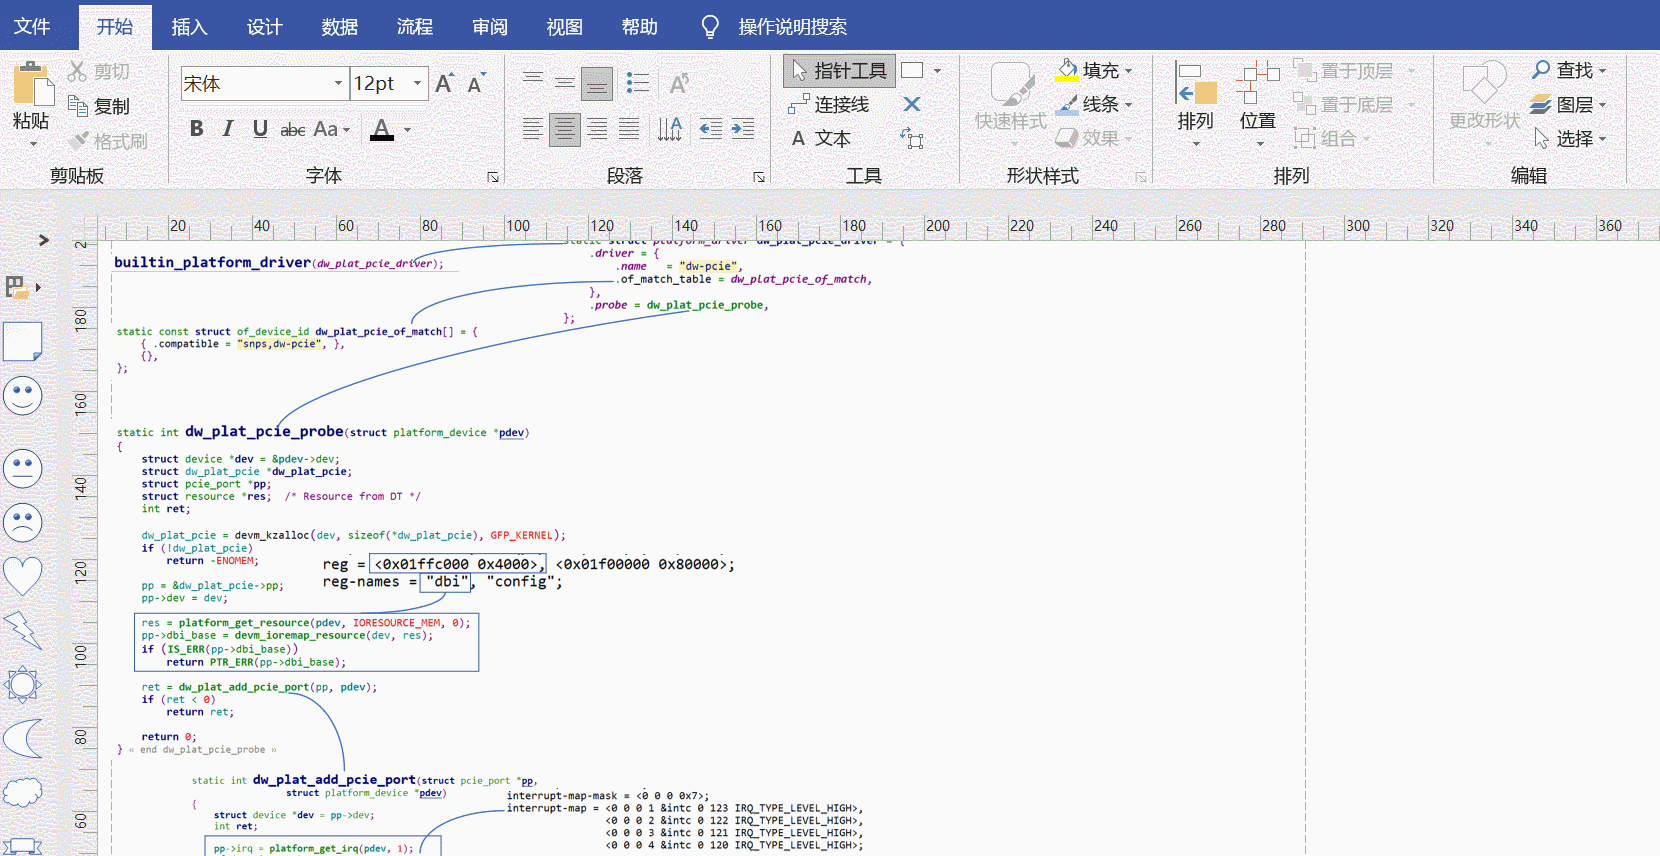 文件 开始 插入 设计 数据 流程 审阅 视图 帮助 操作说明搜索
粘贴 剪切 复制 格式刷 剪贴板
宋体 12pt
B I U abc Aa A
字体
段落
指针工具
连接线
A 文本
工具
快速样式 填充 线条 效果
形状样式
排列 位置 置于顶层 置于底层 组合
排列
更改形状 查找 图层 选择
编辑
20 40 60 80 100 120 140 160 180 200 220 240 260 280 300 320 340 360
2
180
160
140
120
100
80
60
static struct platform_driver dw_plat_pcie_driver = {
builtin_platform_driver(dw_plat_pcie_driver);
.driver = {
.name = "dw-pcie",
.of_match_table = dw_plat_pcie_of_match,
},
.probe = dw_plat_pcie_probe,
};
static const struct of_device_id dw_plat_pcie_of_match[] = {
{ .compatible = "snps,dw-pcie", },
{},
};
static int dw_plat_pcie_probe(struct platform_device *pdev)
{
struct device *dev = &pdev->dev;
struct dw_plat_pcie *dw_plat_pcie;
struct pcie_port *pp;
struct resource *res; /* Resource from DT */
int ret;
dw_plat_pcie = devm_kzalloc(dev, sizeof(*dw_plat_pcie), GFP_KERNEL);
if (!dw_plat_pcie)
return -ENOMEM;
reg = <0x01ffc000 0x4000>, <0x01f00000 0x80000>;
reg-names = "dbi", "config";
pp = &dw_plat_pcie->pp;
pp->dev = dev;
res = platform_get_resource(pdev, IORESOURCE_MEM, 0);
pp->dbi_base = devm_ioremap_resource(dev, res);
if (IS_ERR(pp->dbi_base))
return PTR_ERR(pp->dbi_base);
ret = dw_plat_add_pcie_port(pp, pdev);
if (ret < 0)
return ret;
return 0;
} « end dw_plat_pcie_probe »
static int dw_plat_add_pcie_port(struct pcie_port *pp,
struct platform_device *pdev)
{
struct device *dev = pp->dev;
int ret;
pp->irq = platform_get_irq(pdev, 1);
interrupt-map-mask = <0 0 0 0x7>;
interrupt-map = <0 0 0 1 &intc 0 123 IRQ_TYPE_LEVEL_HIGH>,
<0 0 0 2 &intc 0 122 IRQ_TYPE_LEVEL_HIGH>,
<0 0 0 3 &intc 0 121 IRQ_TYPE_LEVEL_HIGH>,
<0 0 0 4 &intc 0 120 IRQ_TYPE_LEVEL_HIGH>;